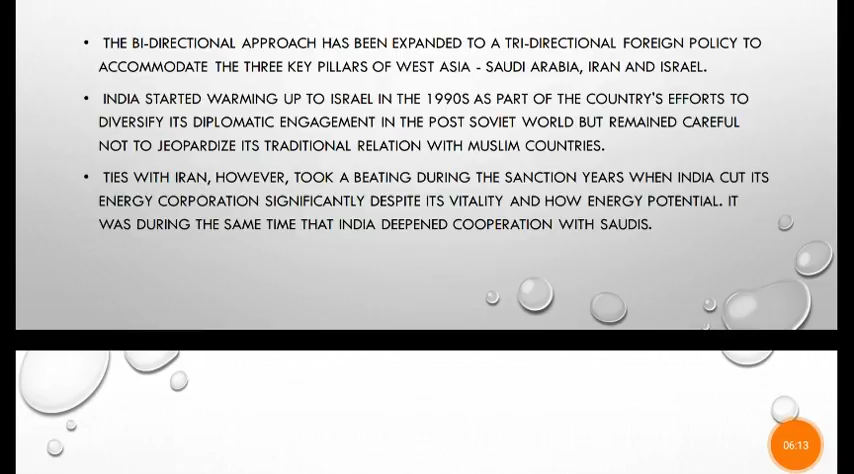 • THE BI-DIRECTIONAL APPROACH HAS BEEN EXPANDED TO A TRI-DIRECTIONAL FOREIGN POLICY TO
ACCOMMODATE THE THREE KEY PILLARS OF WEST ASIA - SAUDI ARABIA, IRAN AND ISRAEL.
• INDIA STARTED WARMING UP TO ISRAEL IN THE 1990S AS PART OF THE COUNTRY'S EFFORTS TO
DIVERSIFY ITS DIPLOMATIC ENGAGEMENT IN THE POST SOVIET WORLD BUT REMAINED CAREFUL
NOT TO JEOPARDIZE ITS TRADITIONAL RELATION WITH MUSLIM COUNTRIES.
• TIES WITH IRAN, HOWEVER, TOOK A BEATING DURING THE SANCTION YEARS WHEN INDIA CUT ITS
ENERGY CORPORATION SIGNIFICANTLY DESPITE ITS VITALITY AND HOW ENERGY POTENTIAL. IT
WAS DURING THE SAME TIME THAT INDIA DEEPENED COOPERATION WITH SAUDIS.
06:13